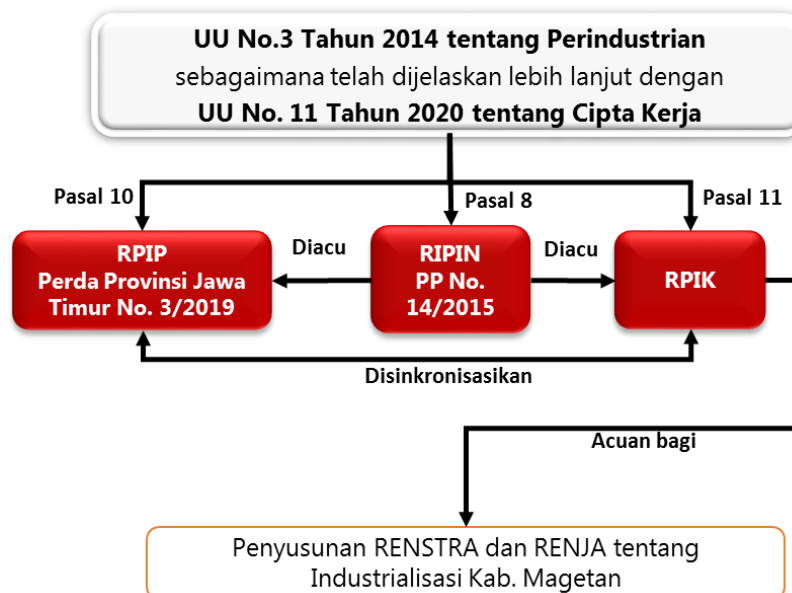 UU No.3 Tahun 2014 tentang Perindustrian
sebagaimana telah dijelaskan lebih lanjut dengan
UU No. 11 Tahun 2020 tentang Cipta Kerja
Pasal 10
Pasal 8
Pasal 11
RPIP
Perda Provinsi Jawa
Timur No. 3/2019
Diacu
RIPIN
PP No.
14/2015
Diacu
RPIK
Disinkronisasikan
Acuan bagi
Penyusunan RENSTRA dan RENJA tentang
Industrialisasi Kab. Magetan